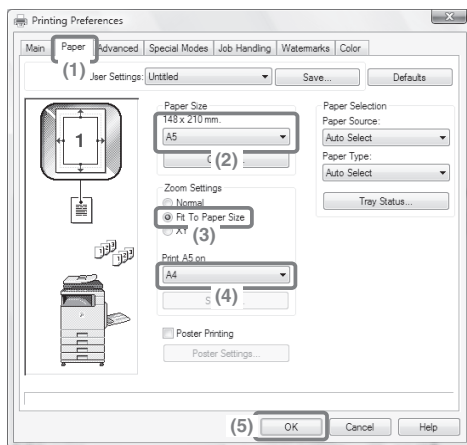 Printing Preferences
Main Paper Advanced Special Modes Job Handling Watermarks Color
(1) User Settings: Untitled Save... Defaults
Paper Size
148 x 210 mm.
A5
(2)
Paper Selection
Paper Source:
Auto Select
Paper Type:
Auto Select
Tray Status...
1
Zoom Settings
Normal
Fit To Paper Size
XY
(3)
Print A5 on
A4
(4)
Poster Printing
Poster Settings...
(5) OK Cancel Help